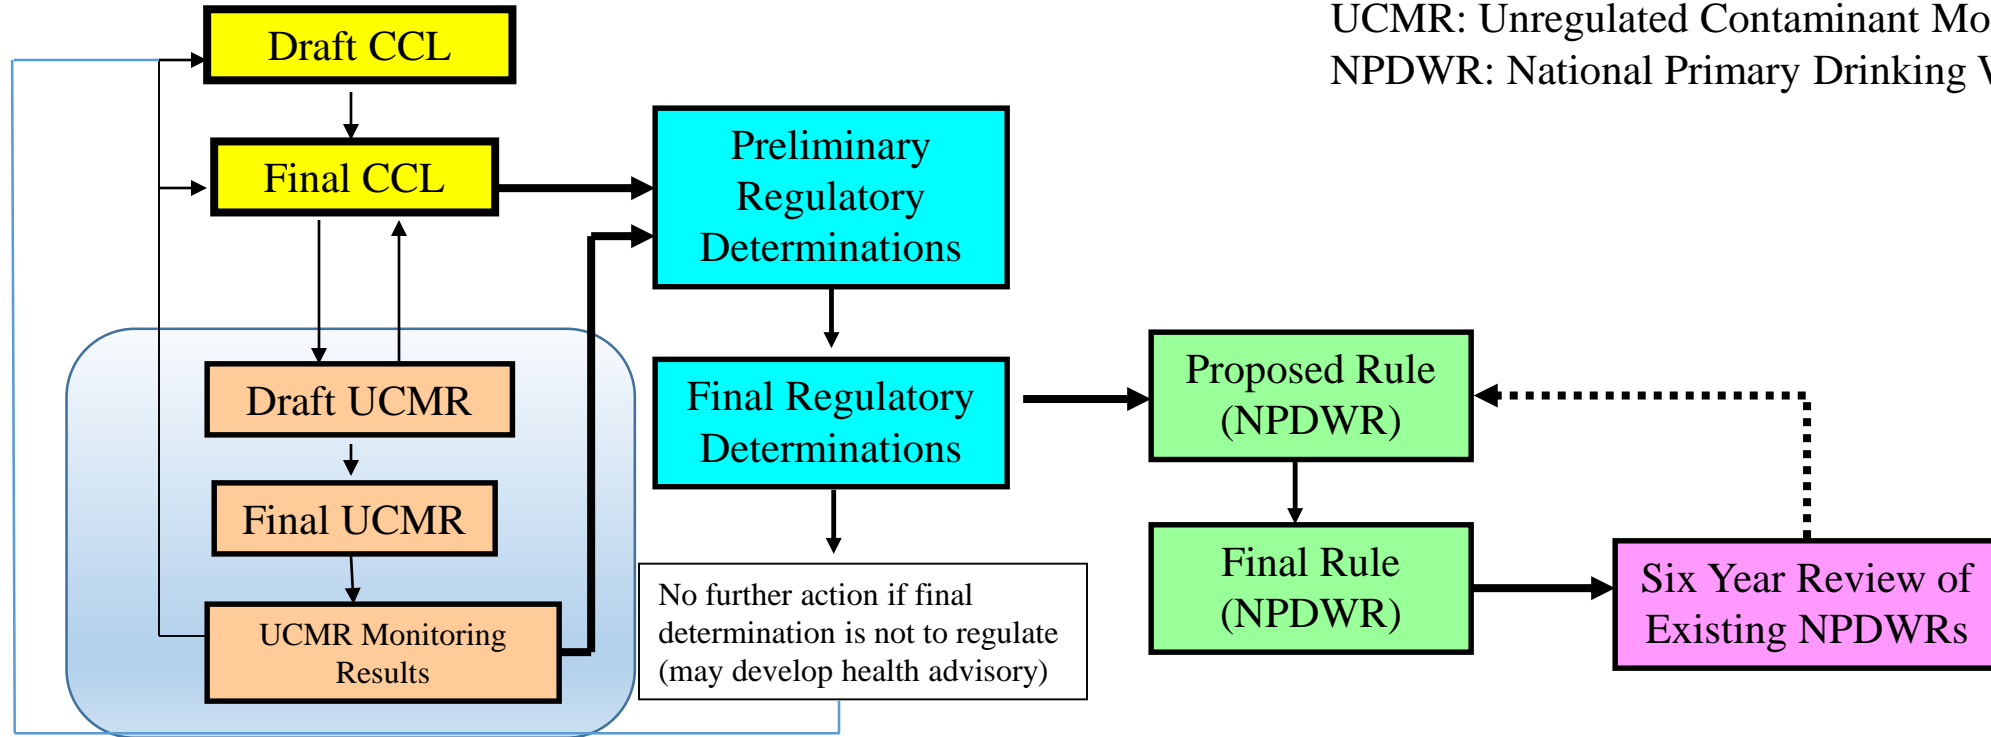 UCMR: Unregulated Contaminant
NPDWR: National Primary Drinking
Draft CCL
Final CCL
Preliminary
Regulatory
Determinations
Draft UCMR
Final UCMR
UCMR Monitoring
Results
Final Regulatory
Determinations
No further action if final
determination is not to regulate
(may develop health advisory)
Proposed Rule
(NPDWR)
Final Rule
(NPDWR)
Six Year Review of
Existing NPDWRs